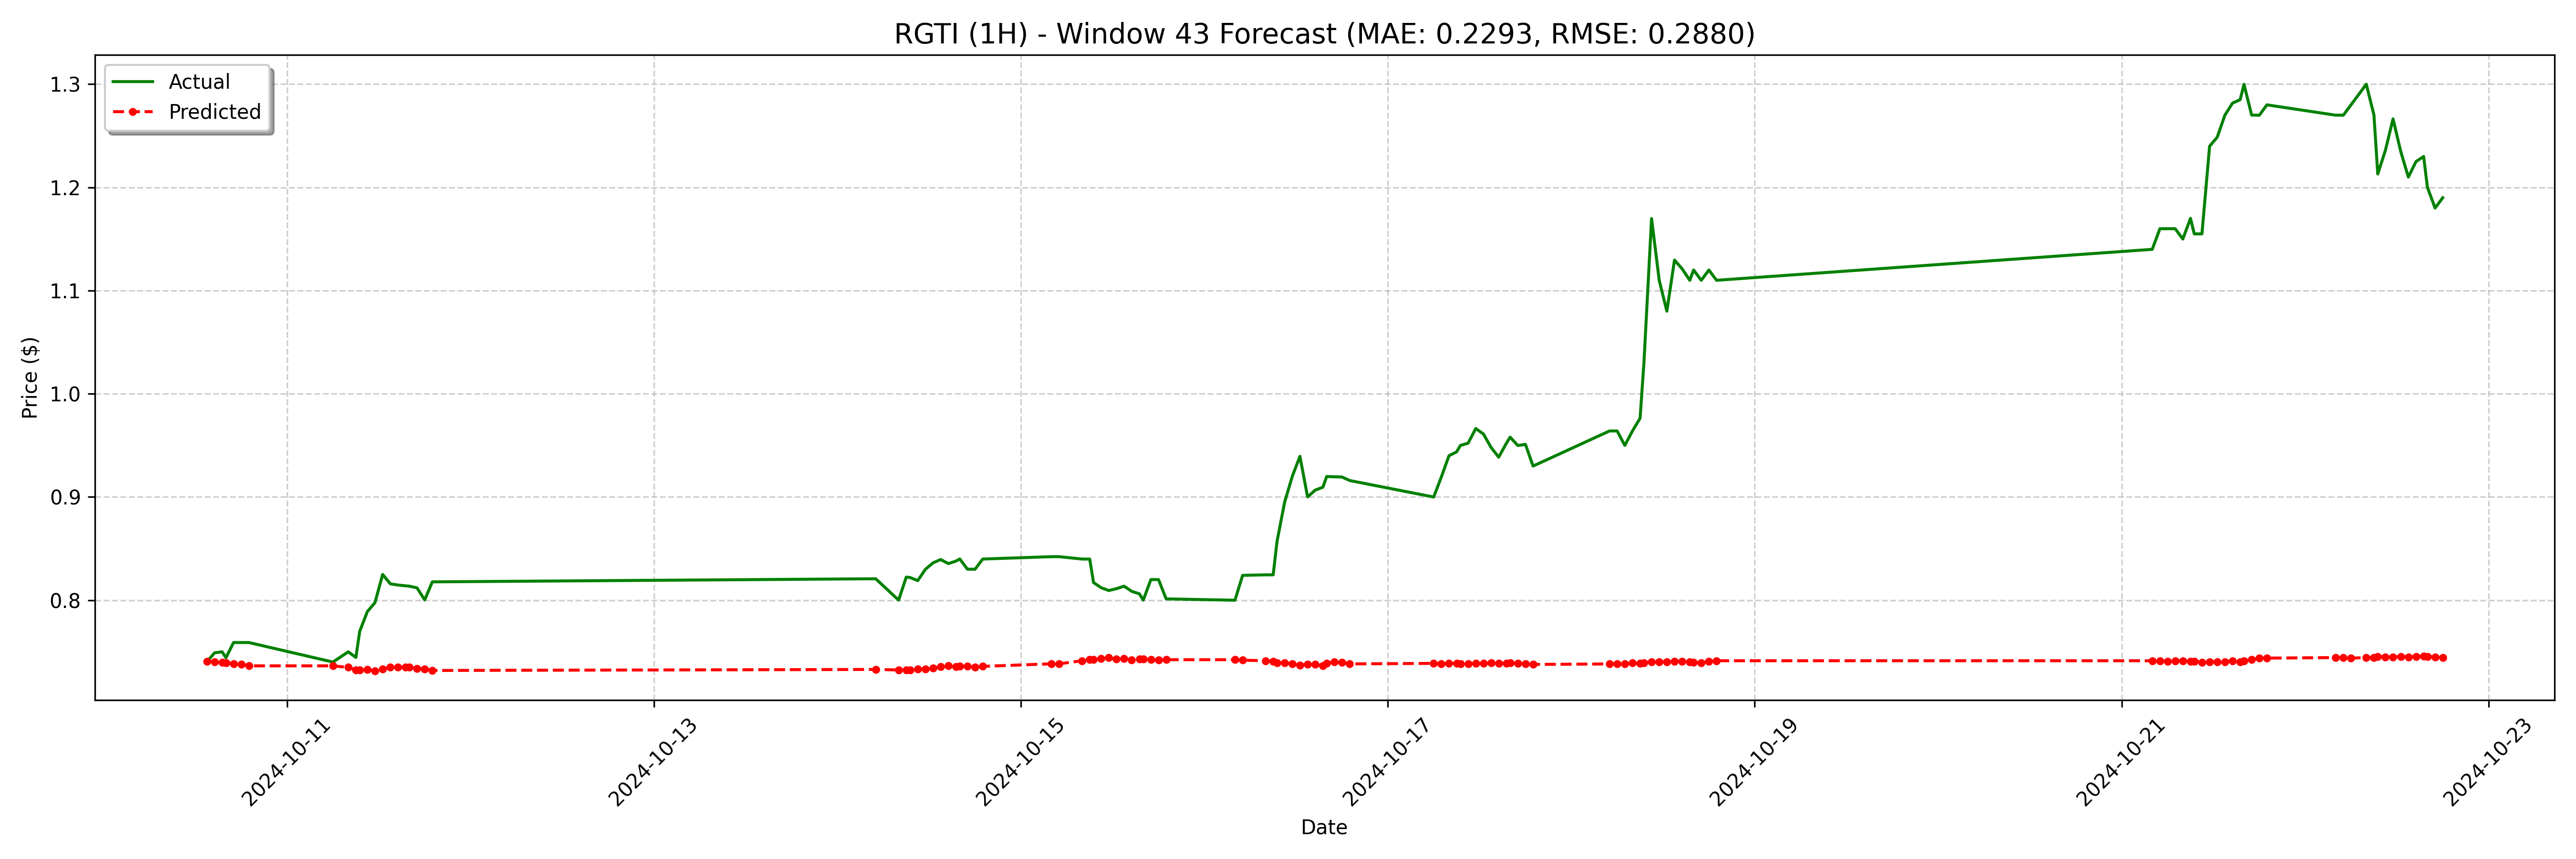 RGTI (1H) - Window 43 Forecast (MAE: 0.2293, RMSE: 0.2880)
Actual
Predicted
Price ($)
1.3
1.2
1.1
1.0
0.9
0.8
2024-10-11
2024-10-13
2024-10-15
2024-10-17
2024-10-19
2024-10-21
2024-10-23
Date